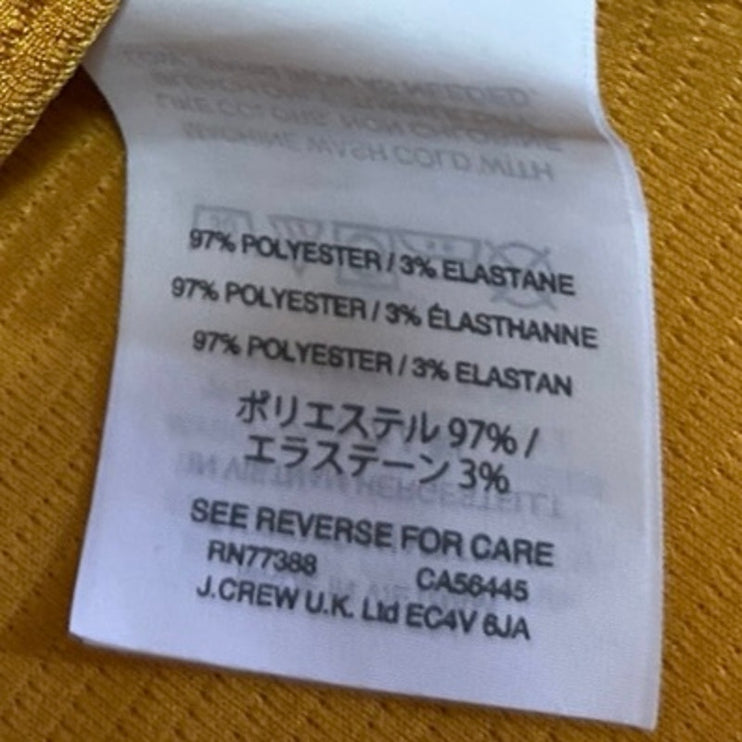 97% POLYESTER / 3% ELASTANE
97% POLYESTER / 3% ÉLASTHANNE
97% POLYESTER / 3% ELASTAN
ポリエステル 97% /
エラステーン 3%
SEE REVERSE FOR CARE
RN77388 CA56445
J.CREW U.K. Ltd EC4V 6JA